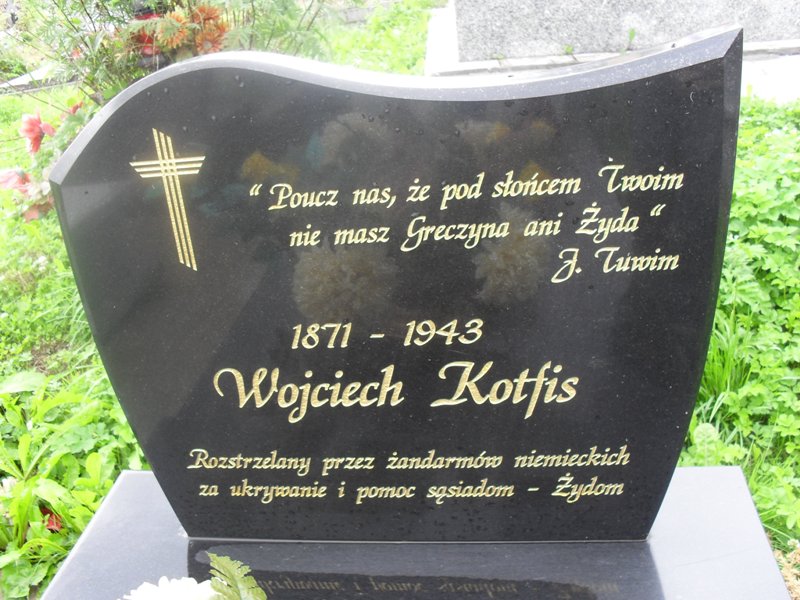 “ Poucz nas, że pod słońcem Twoim
nie masz Greczyna ani Żyda “
J. Tuwim
1871 - 1943
Wojciech Kotfis
Rozstrzelany przez żandarmów niemieckich
za ukrywanie i pomoc sąsiadom - Żydom